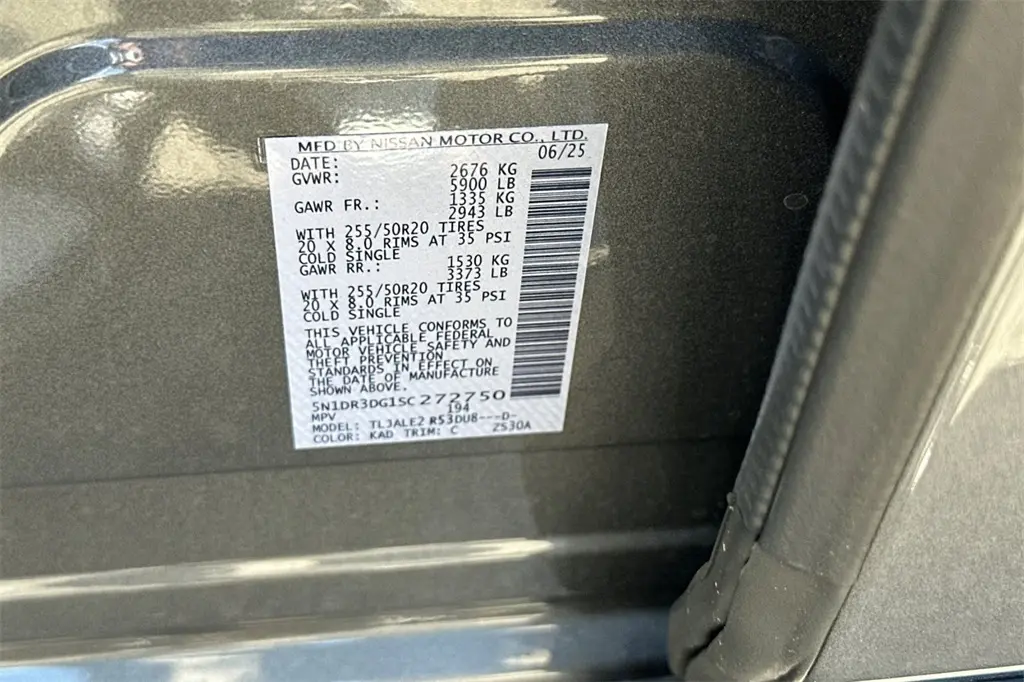 MFD BY NISSAN MOTOR CO., LTD.
DATE: 06/25
GVWR: 2676 KG
5900 LB
GAWR FR.: 1335 KG
2943 LB
WITH 255/50R20 TIRES
20 X 8.0 RIMS AT 35 PSI
COLD SINGLE
GAWR RR.: 1530 KG
3373 LB
WITH 255/50R20 TIRES
20 X 8.0 RIMS AT 35 PSI
COLD SINGLE
THIS VEHICLE CONFORMS TO
ALL APPLICABLE FEDERAL
MOTOR VEHICLE SAFETY AND
THEFT PREVENTION
STANDARDS IN EFFECT ON
THE DATE OF MANUFACTURE
SHOWN ABOVE.
5N1DR3DG1SC272750
MPV 194
MODEL: TLJALE2 R53DU8---D-
COLOR: KAD TRIM: C ZS30A